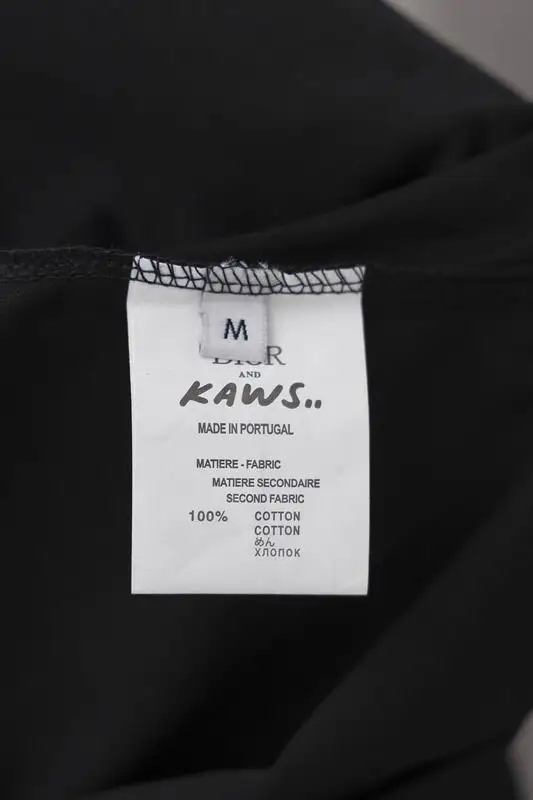 M
DIOR
AND
KAWS..
MADE IN PORTUGAL
MATIERE - FABRIC
MATIERE SECONDAIRE
SECOND FABRIC
100% COTTON
COTTON
めん
ХЛОПОК